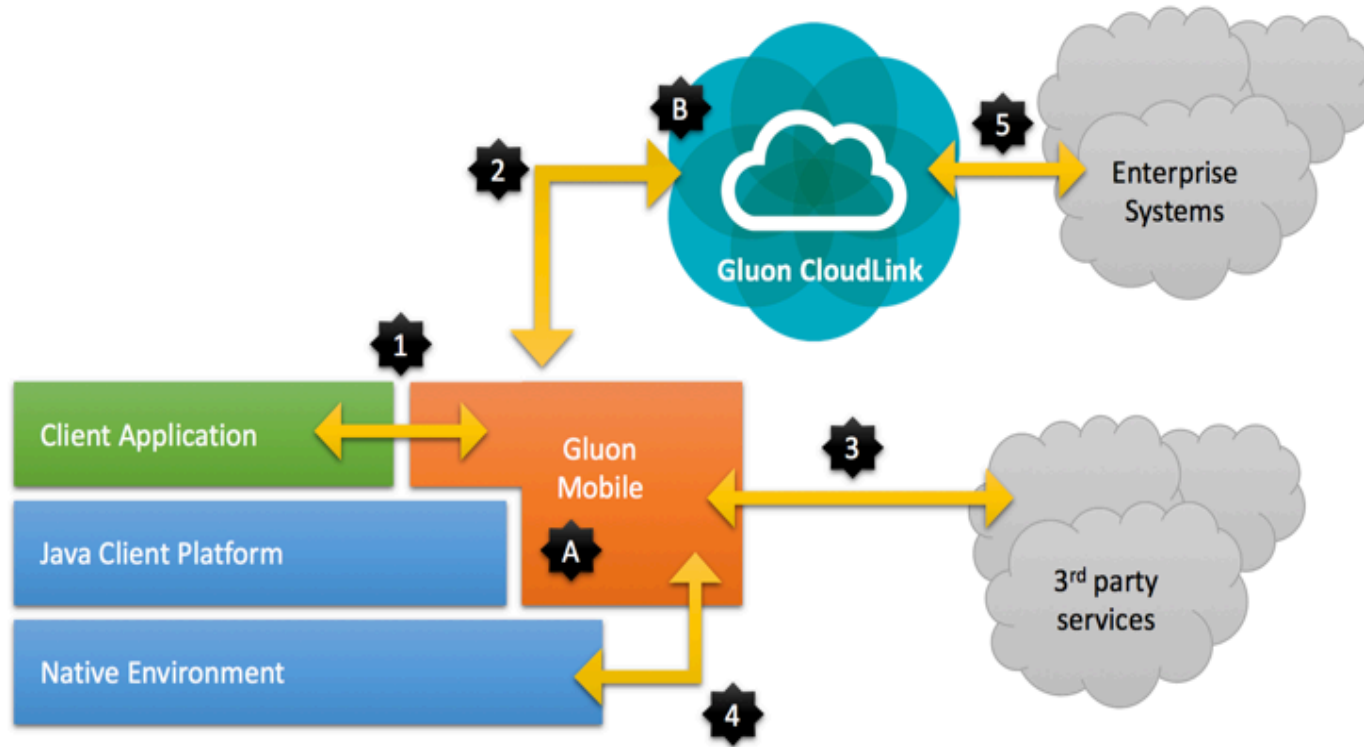 B
5
2
Enterprise
Systems
Gluon CloudLink
1
Client Application
Gluon
Mobile
3
Java Client Platform
A
3rd party
services
Native Environment
4